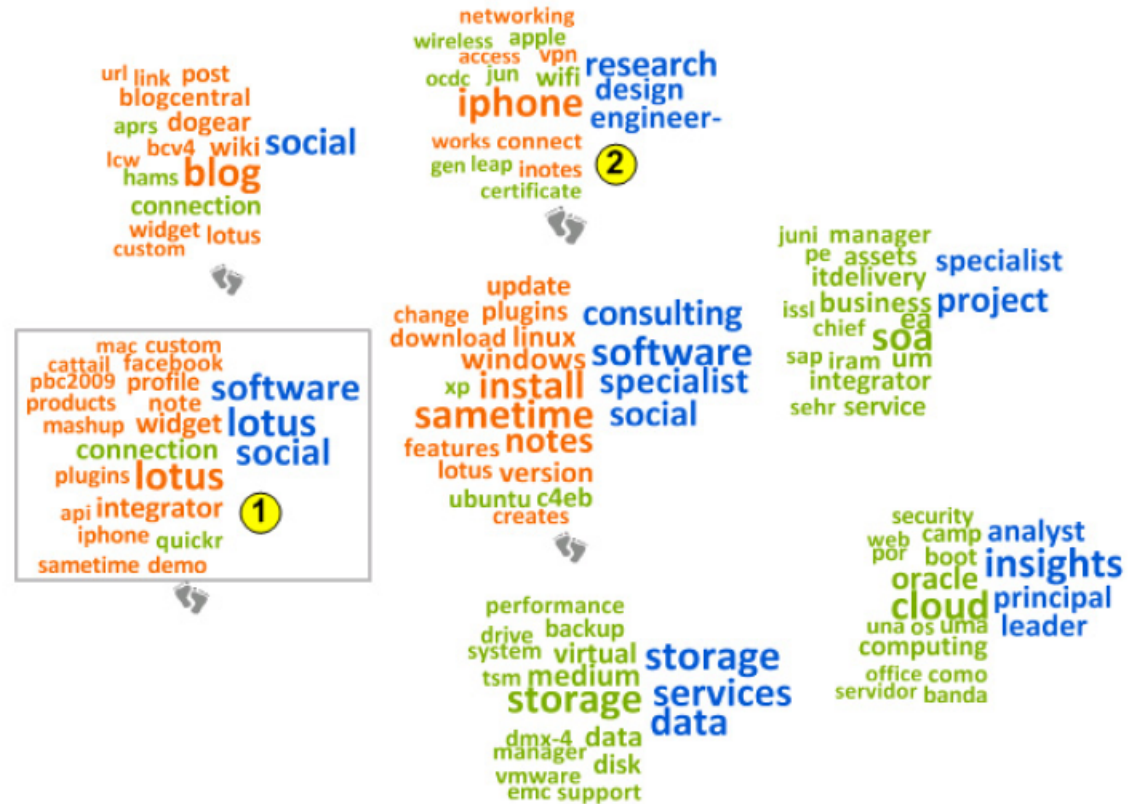 url link post
blogcentral
aprs dogear
bcv4 wiki social
lcw
hams blog
connection
widget lotus
custom
networking
wireless apple
access vpn
ocdc jun wifi research
design
iphone engineer-
works connect
gen leap inotes 2
certificate
mac custom
cattail facebook
pbc2009 profile software
products note
mashup widget lotus
connection social
plugins lotus
api integrator 1
iphone quickr
sametime demo
update
change plugins consulting
download linux
windows software
xp install specialist
sametime social
features notes
lotus version
ubuntu c4eb
creates
juni manager
pe assets specialist
itdelivery
issl business project
ea
chief soa
sap iram um
integrator
sehr service
performance
drive backup
system virtual storage
tsm medium
storage services
data
dmx-4 data
manager disk
vmware
emc support
security
web camp analyst
por boot insights
oracle
cloud principal
una os uma leader
computing
office como
servidor banda